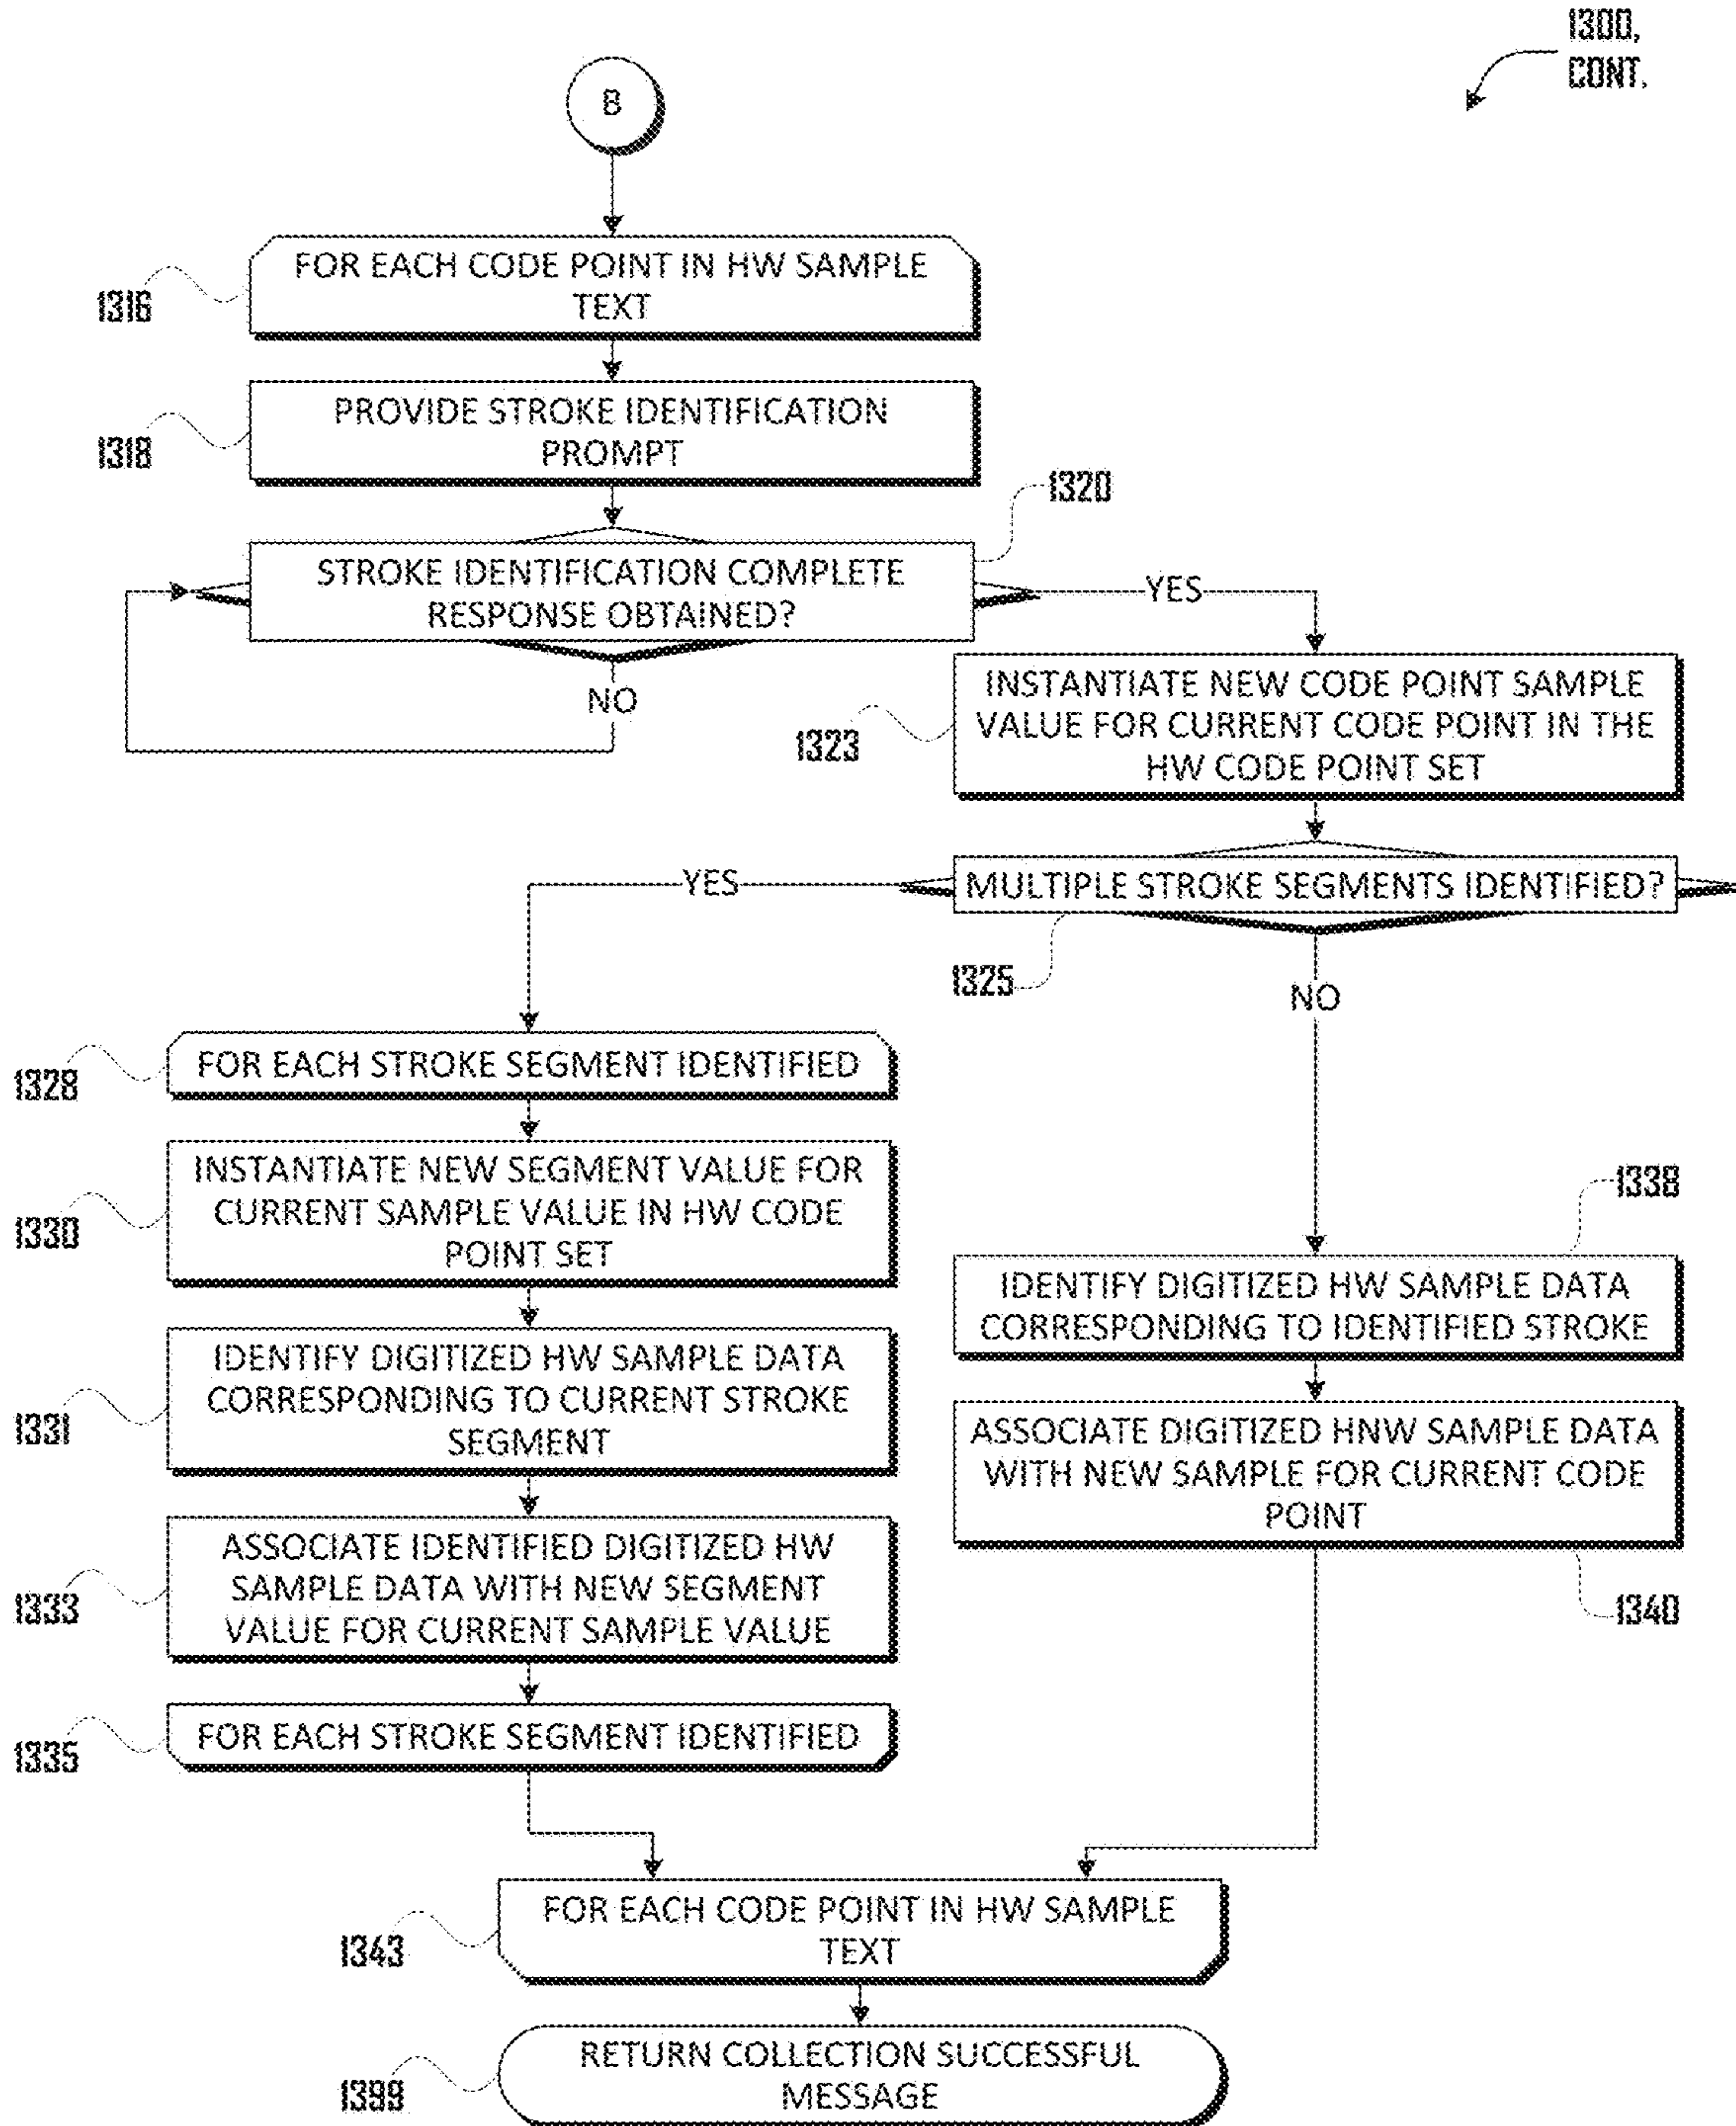 1300,
CONT.
B
FOR EACH CODE POINT IN HW SAMPLE
TEXT
1316
PROVIDE STROKE IDENTIFICATION
PROMPT
1318
1320
STROKE IDENTIFICATION COMPLETE
RESPONSE OBTAINED?
YES
NO
INSTANTIATE NEW CODE POINT SAMPLE
VALUE FOR CURRENT CODE POINT IN THE
HW CODE POINT SET
1323
MULTIPLE STROKE SEGMENTS IDENTIFIED?
YES
1325
NO
FOR EACH STROKE SEGMENT IDENTIFIED
1328
INSTANTIATE NEW SEGMENT VALUE FOR
CURRENT SAMPLE VALUE IN HW CODE
POINT SET
1330
IDENTIFY DIGITIZED HW SAMPLE DATA
CORRESPONDING TO CURRENT STROKE
SEGMENT
1331
ASSOCIATE IDENTIFIED DIGITIZED HW
SAMPLE DATA WITH NEW SEGMENT
VALUE FOR CURRENT SAMPLE VALUE
1333
FOR EACH STROKE SEGMENT IDENTIFIED
1335
1338
IDENTIFY DIGITIZED HW SAMPLE DATA
CORRESPONDING TO IDENTIFIED STROKE
ASSOCIATE DIGITIZED HNW SAMPLE DATA
WITH NEW SAMPLE FOR CURRENT CODE
POINT
1340
FOR EACH CODE POINT IN HW SAMPLE
TEXT
1343
RETURN COLLECTION SUCCESSFUL
MESSAGE
1399